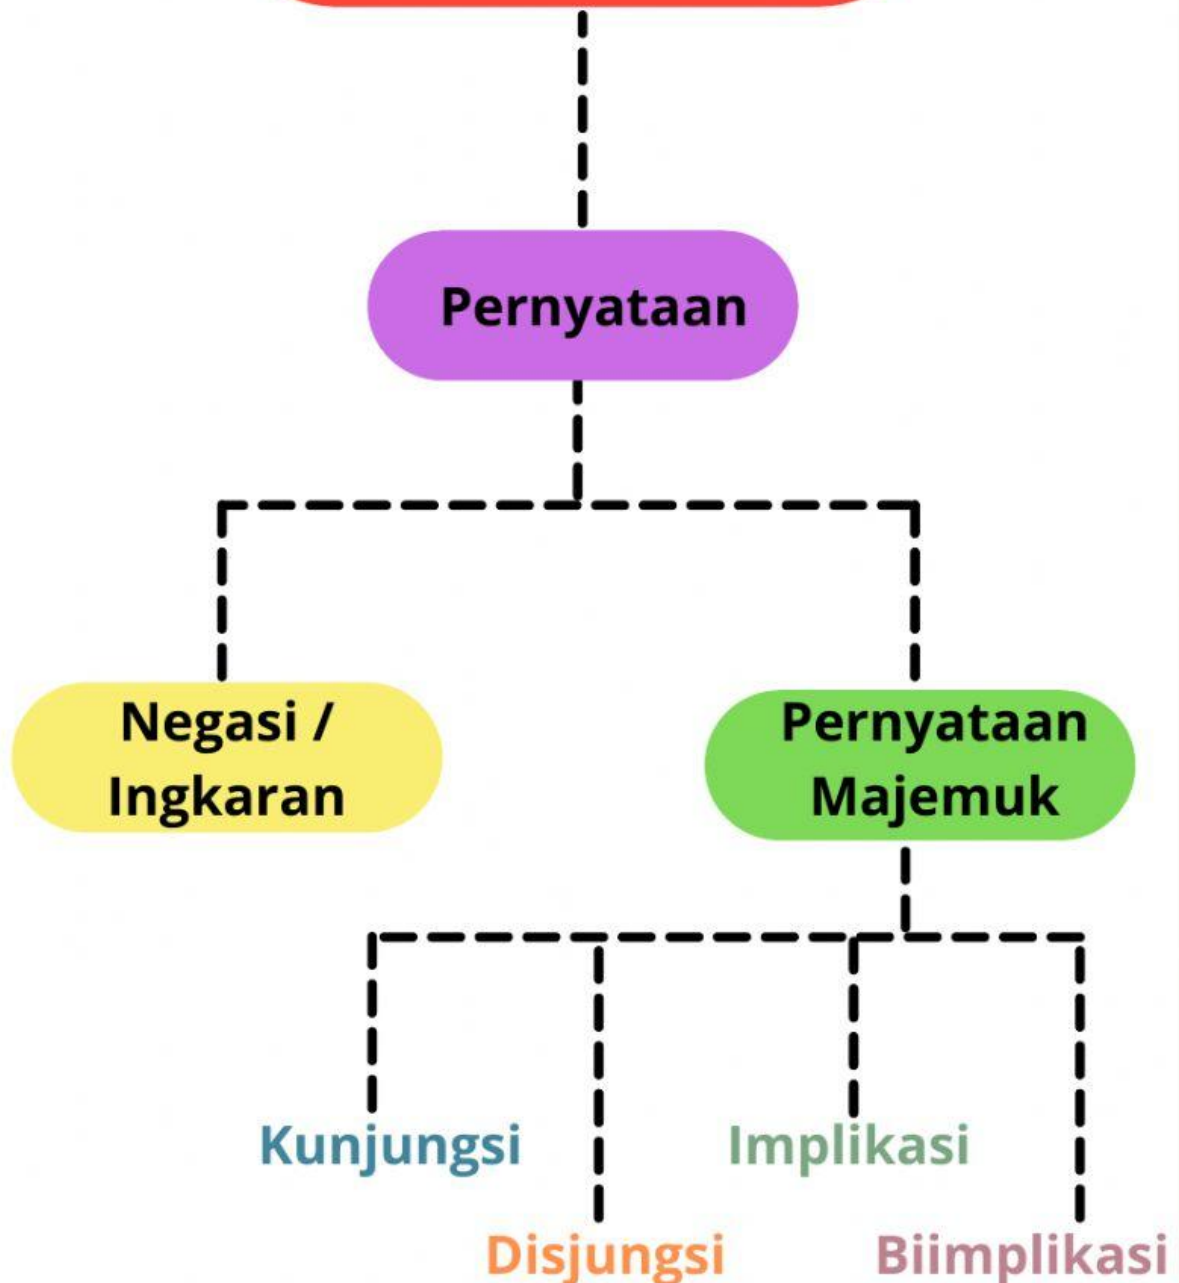 Pernyataan
Negasi /
Ingkaran
Pernyataan
Majemuk
Kunjungsi
Implikasi
Disjungsi
Biimplikasi